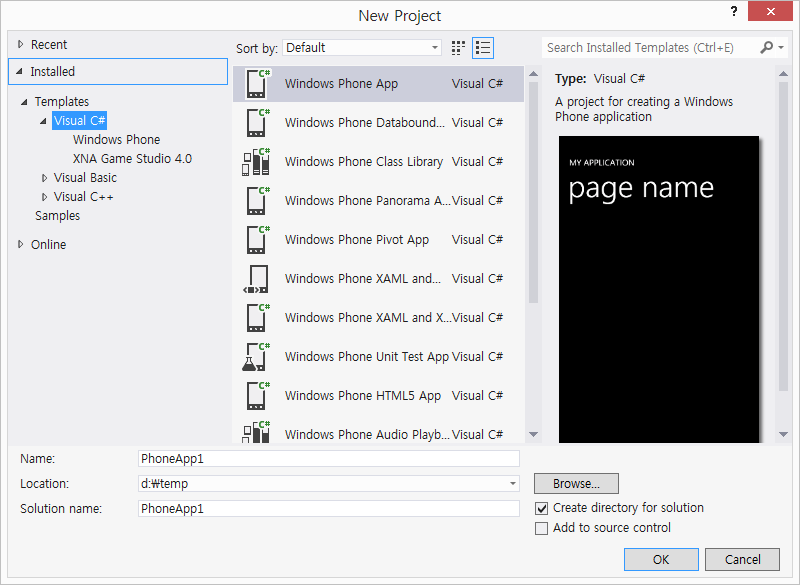 New Project
?
Recent
Installed
Templates
Visual C#
Windows Phone
XNA Game Studio 4.0
Visual Basic
Visual C++
Samples
Online
Sort by: Default
Search Installed Templates (Ctrl+E)
C# Windows Phone App Visual C#
C# Windows Phone Databound... Visual C#
C# Windows Phone Class Library Visual C#
C# Windows Phone Panorama A... Visual C#
C# Windows Phone Pivot App Visual C#
Windows Phone XAML and... Visual C#
C# Windows Phone XAML and X... Visual C#
C# Windows Phone Unit Test App Visual C#
C# Windows Phone HTML5 App Visual C#
C# Windows Phone Audio Playb... Visual C#
Type: Visual C#
A project for creating a Windows
Phone application
MY APPLICATION
page name
Name: PhoneApp1
Location: d:₩temp
Browse...
Solution name: PhoneApp1
Create directory for solution
Add to source control
OK
Cancel